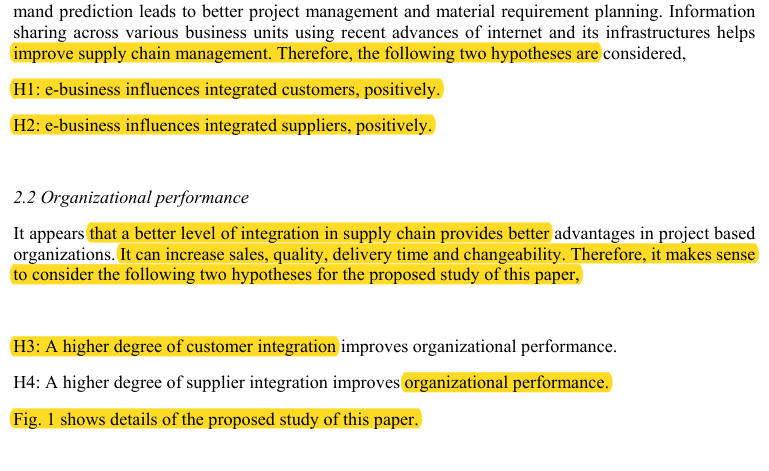 mand prediction leads to better project management and material requirement planning. Information
sharing across various business units using recent advances of internet and its infrastructures helps
improve supply chain management. Therefore, the following two hypotheses are considered,
H1: e-business influences integrated customers, positively.
H2: e-business influences integrated suppliers, positively.
2.2 Organizational performance
It appears that a better level of integration in supply chain provides better advantages in project based
organizations. It can increase sales, quality, delivery time and changeability. Therefore, it makes sense
to consider the following two hypotheses for the proposed study of this paper,
H3: A higher degree of customer integration improves organizational performance.
H4: A higher degree of supplier integration improves organizational performance.
Fig. 1 shows details of the proposed study of this paper.